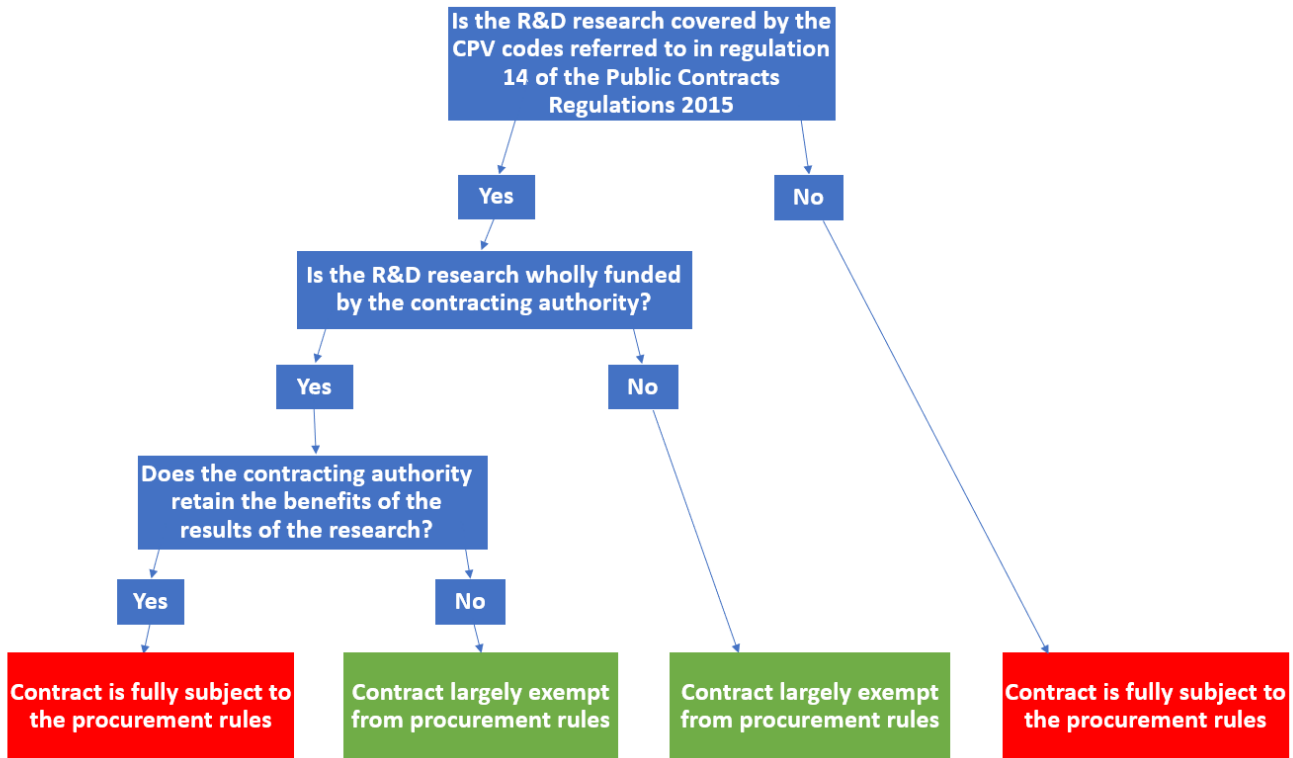 Is the R&D research covered by the
CPV codes referred to in regulation
14 of the Public Contracts
Regulations 2015
Yes
No
Is the R&D research wholly funded
by the contracting authority?
Yes
No
Does the contracting authority
retain the benefits of the
results of the research?
Yes
No
Contract is fully subject to
the procurement rules
Contract largely exempt
from procurement rules
Contract largely exempt
from procurement rules
Contract is fully subject to
the procurement rules